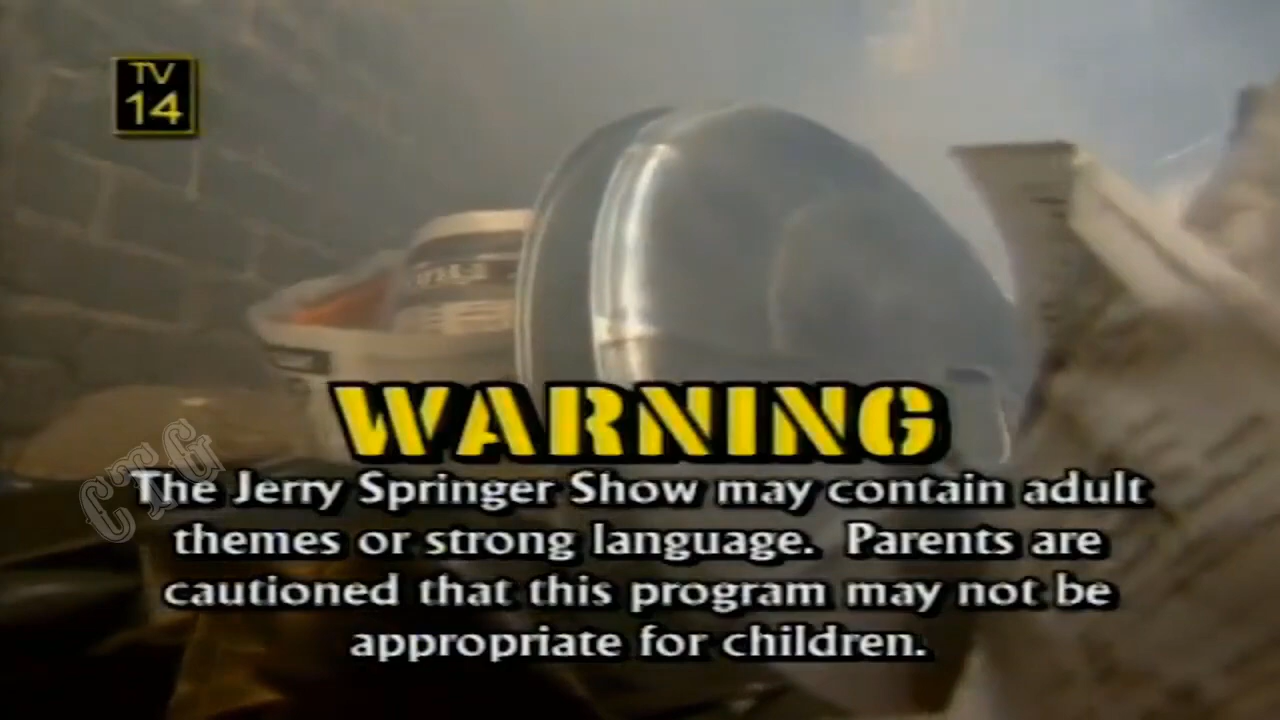 TV
14
WARNING
CTG
The Jerry Springer Show may contain adult
themes or strong language.  Parents are
cautioned that this program may not be
appropriate for children.